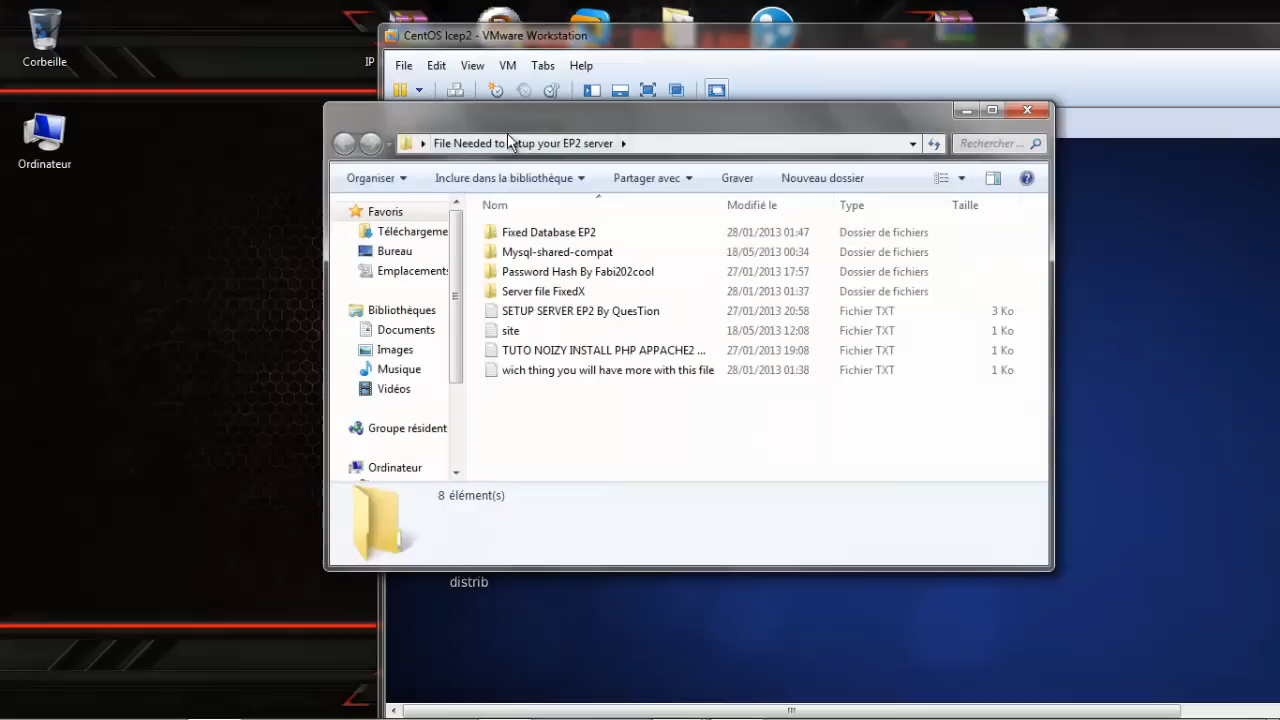 Corbeille
IP
Ordinateur
CentOS Icep2 - VMware Workstation
File Edit View VM Tabs Help
File Needed to setup your EP2 server
Rechercher ...
Organiser Inclure dans la bibliothèque Partager avec Graver Nouveau dossier
Nom Modifié le Type Taille
Favoris
Téléchargeme
Bureau
Emplacements
Bibliothèques
Documents
Images
Musique
Vidéos
Groupe résident
Ordinateur
Fixed Database EP2 28/01/2013 01:47 Dossier de fichiers
Mysql-shared-compat 18/05/2013 00:34 Dossier de fichiers
Password Hash By Fabi202cool 27/01/2013 17:57 Dossier de fichiers
Server file FixedX 28/01/2013 01:37 Dossier de fichiers
SETUP SERVER EP2 By QuesTion 27/01/2013 20:58 Fichier TXT 3 Ko
site 18/05/2013 12:08 Fichier TXT 1 Ko
TUTO NOIZY INSTALL PHP APPACHE2 ... 27/01/2013 19:08 Fichier TXT 1 Ko
wich thing you will have more with this file 28/01/2013 01:38 Fichier TXT 1 Ko
8 élément(s)
distrib